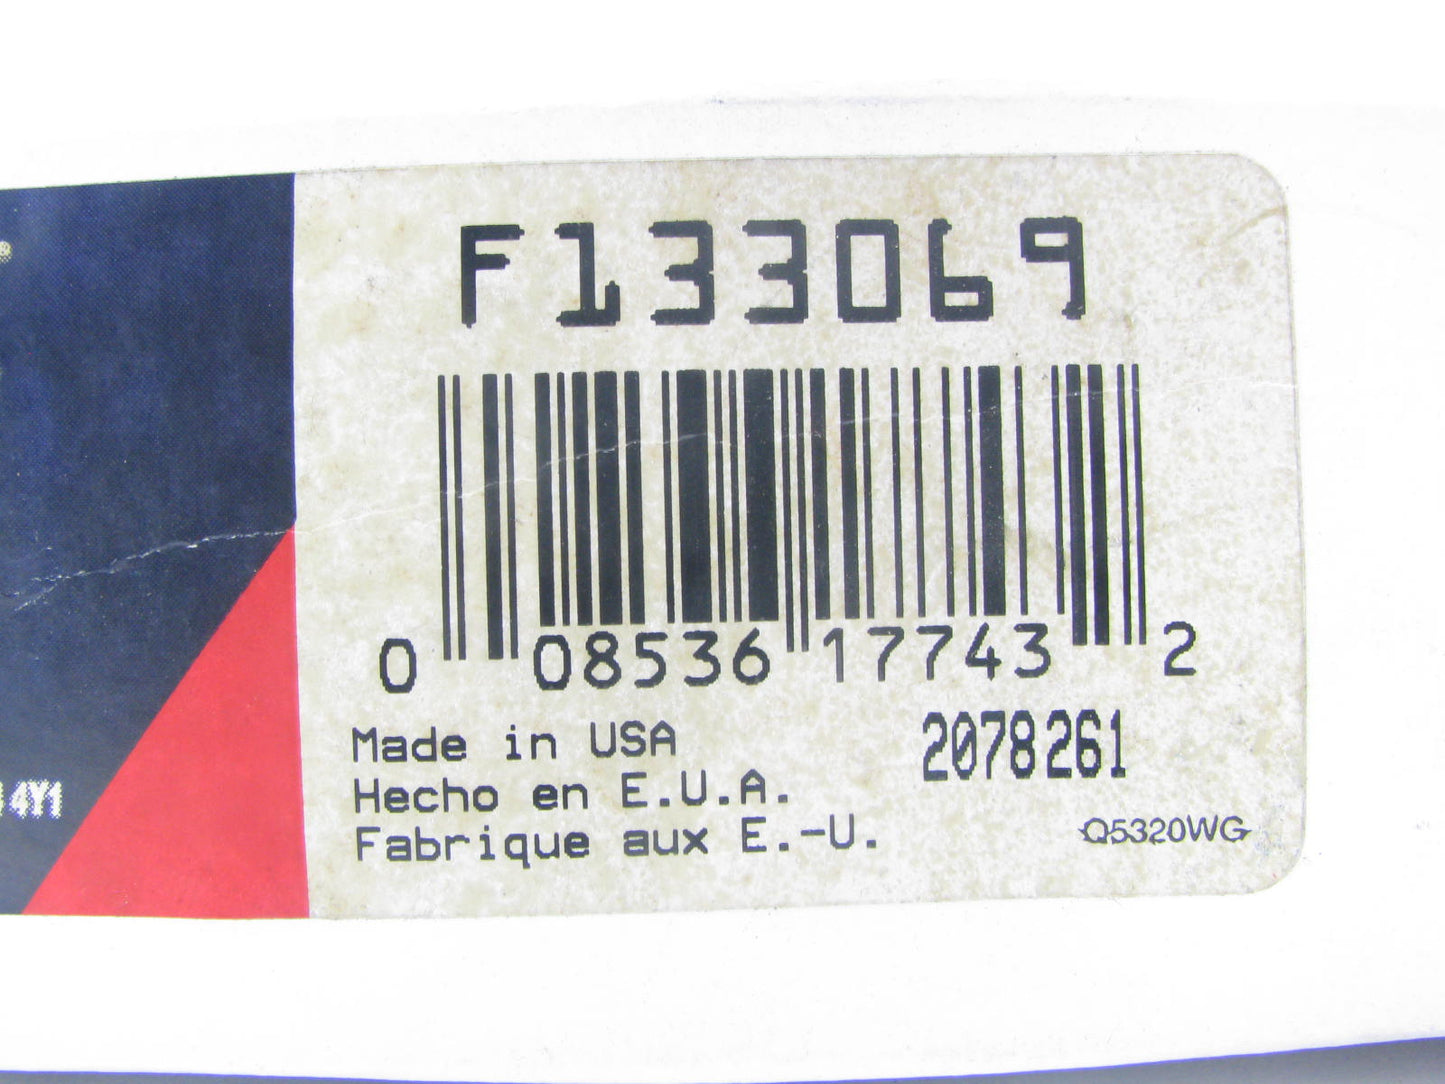 ®
F133069
0 08536 17743 2
Made in USA
Hecho en E.U.A.
Fabrique aux E.-U.
2078261
Q5320WG
4Y1